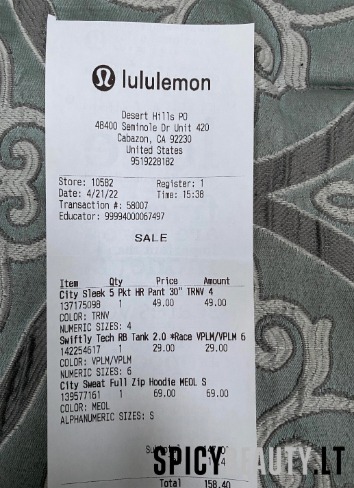 lululemon
Desert Hills PO
48400 Seminole Dr Unit 420
Cabazon, CA 92230
United States
9519228182
Store: 10582 Register: 1
Date: 4/21/22 Time: 15:38
Transaction #: 58007
Educator: 99994000067497
SALE
Item Qty Price Amount
City Sleek 5 Pkt HR Pant 30" TRNV 4
137175098 1 49.00 49.00
COLOR: TRNV
NUMERIC SIZES: 4
Swiftly Tech RB Tank 2.0 *Race VPLM/VPLM 6
142254617 1 29.00 29.00
COLOR: VPLM/VPLM
NUMERIC SIZES: 6
City Sweat Full Zip Hoodie MEOL S
139577161 1 69.00 69.00
COLOR: MEOL
ALPHANUMERIC SIZES: S
SPICYBEAUTY.LT
Total 158.40